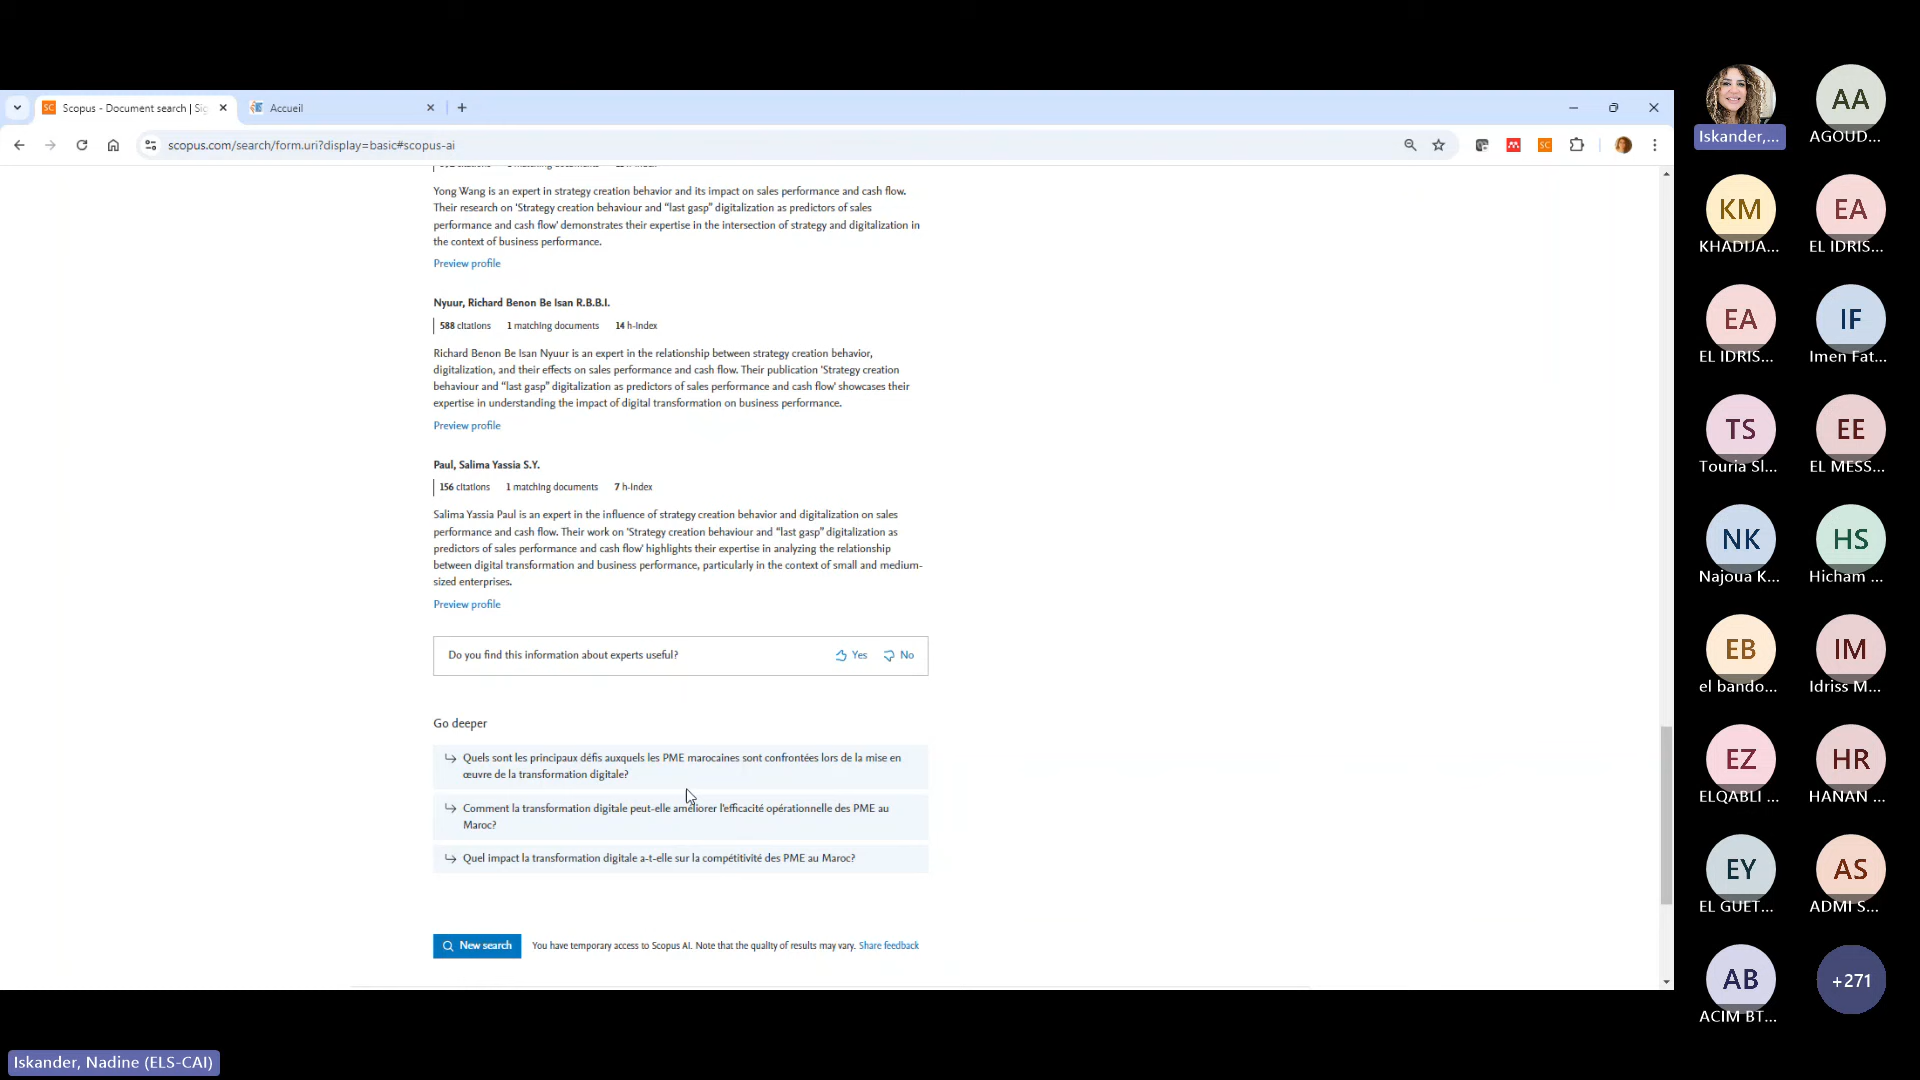 Scopus - Document search | Sig
Accueil
scopus.com/search/form.uri?display=basic#scopus-ai
Yong Wang is an expert in strategy creation behavior and its impact on sales performance and cash flow.
Their research on 'Strategy creation behaviour and “last gasp” digitalization as predictors of sales
performance and cash flow' demonstrates their expertise in the intersection of strategy and digitalization in
the context of business performance.
Preview profile
Nyuur, Richard Benon Be Isan R.B.B.I.
588 citations 1 matching documents 14 h-index
Richard Benon Be Isan Nyuur is an expert in the relationship between strategy creation behavior,
digitalization, and their effects on sales performance and cash flow. Their publication 'Strategy creation
behaviour and “last gasp” digitalization as predictors of sales performance and cash flow' showcases their
expertise in understanding the impact of digital transformation on business performance.
Preview profile
Paul, Salima Yassia S.Y.
156 citations 1 matching documents 7 h-index
Salima Yassia Paul is an expert in the influence of strategy creation behavior and digitalization on sales
performance and cash flow. Their work on 'Strategy creation behaviour and “last gasp” digitalization as
predictors of sales performance and cash flow' highlights their expertise in analyzing the relationship
between digital transformation and business performance, particularly in the context of small and medium-
sized enterprises.
Preview profile
Do you find this information about experts useful? Yes No
Go deeper
Quels sont les principaux défis auxquels les PME marocaines sont confrontées lors de la mise en
œuvre de la transformation digitale?
Comment la transformation digitale peut-elle améliorer l'efficacité opérationnelle des PME au
Maroc?
Quel impact la transformation digitale a-t-elle sur la compétitivité des PME au Maroc?
New search You have temporary access to Scopus AI. Note that the quality of results may vary. Share feedback
Iskander, Nadine (ELS-CAI)
Iskander,...
AA
AGOUD...
KM
KHADIJA...
EA
EL IDRIS...
EA
EL IDRIS...
IF
Imen Fat...
TS
Touria Sl...
EE
EL MESS...
NK
Najoua K...
HS
Hicham ...
EB
el bando...
IM
Idriss M...
EZ
ELQABLI ...
HR
HANAN ...
EY
EL GUET...
AS
ADMI S...
AB
ACIM BT...
+271